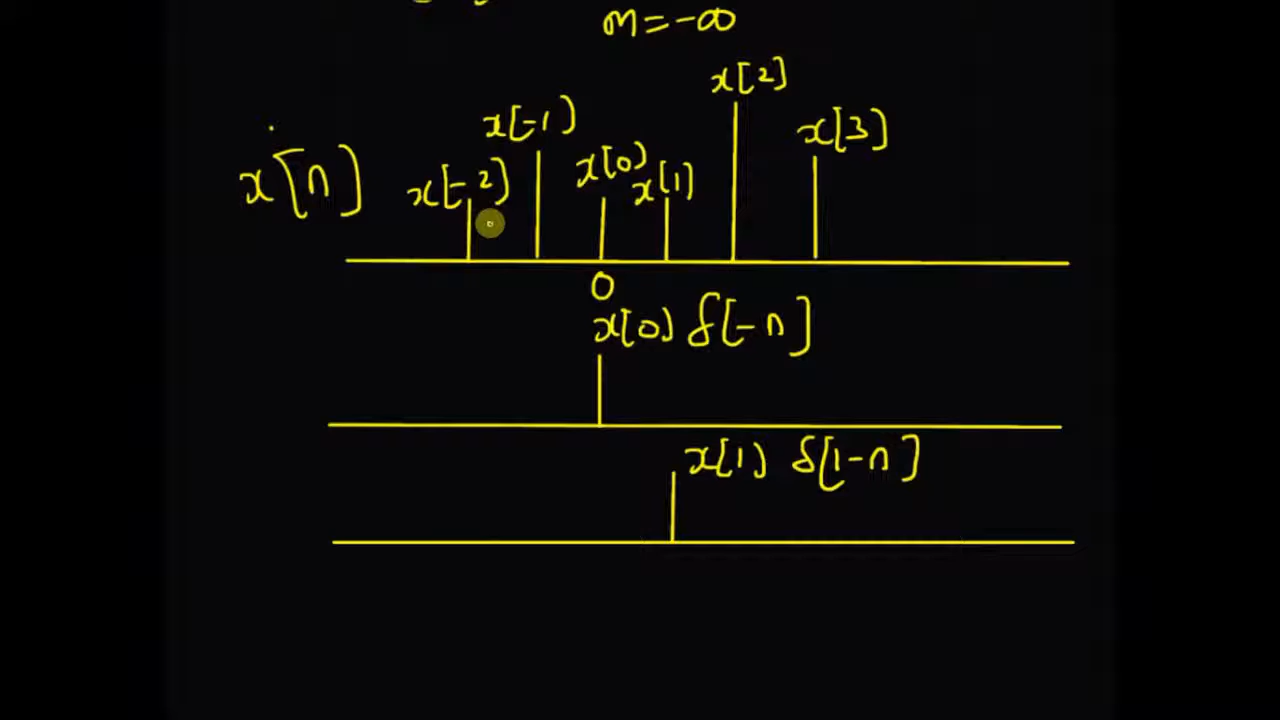 m=-∞
x[2]
x[-1] x[3]
x[n] x[-2] x[0] x[1]
0
x[0] δ[-n]
x[1] δ[1-n]